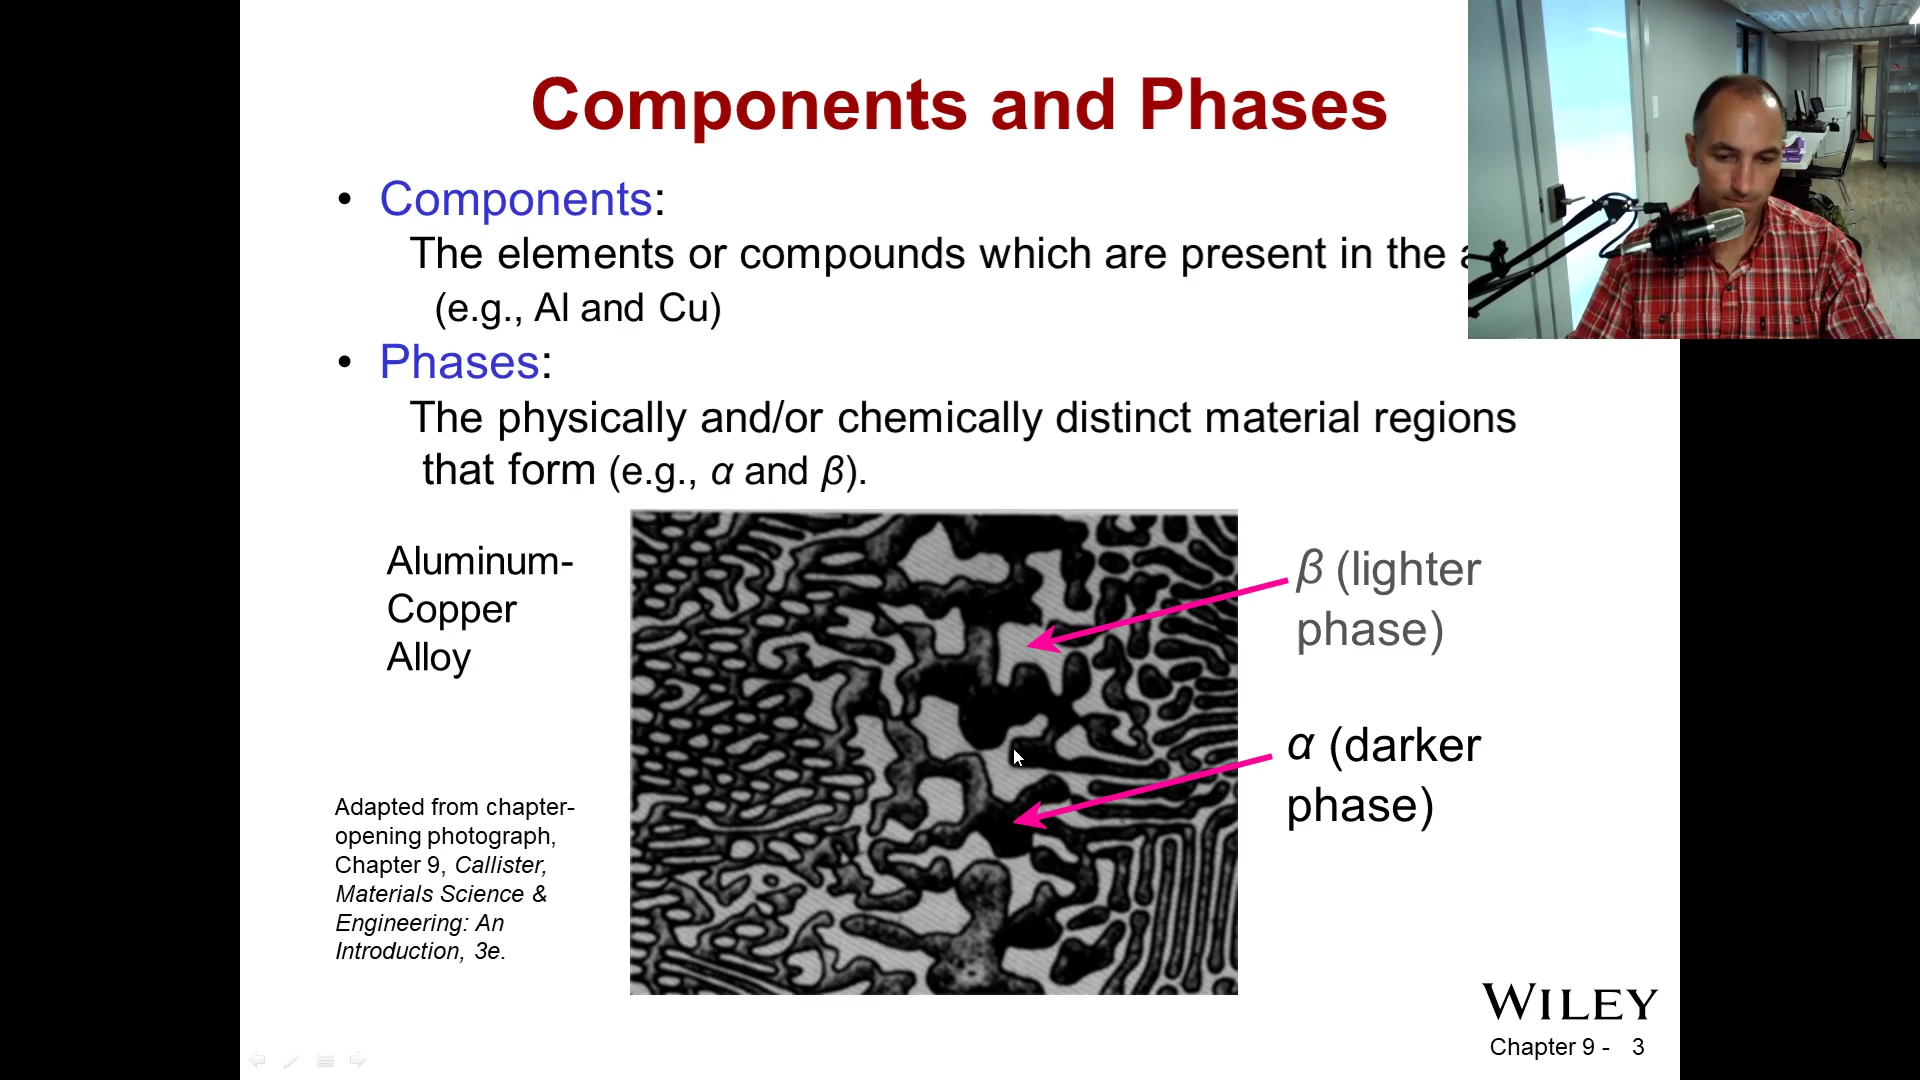 Components and Phases
• Components:
The elements or compounds which are present in the
(e.g., Al and Cu)
• Phases:
The physically and/or chemically distinct material regions
that form (e.g., α and β).
Aluminum-
Copper
Alloy
β (lighter
phase)
α (darker
phase)
Adapted from chapter-
opening photograph,
Chapter 9, Callister,
Materials Science &
Engineering: An
Introduction, 3e.
WILEY
Chapter 9 - 3